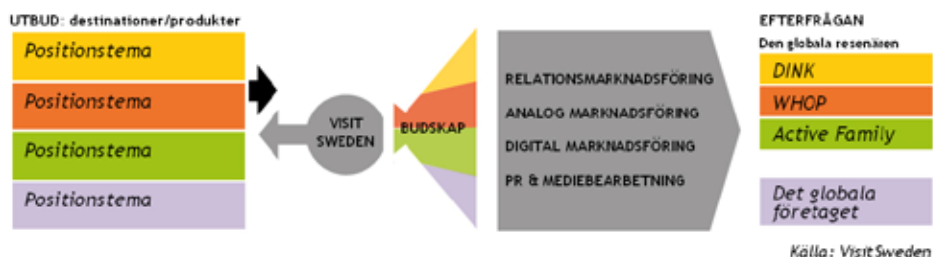 UTBUD: destinationer/produkter
Positionstema
Positionstema
Positionstema
Positionstema
VISIT
SWEDEN
BUDSKAP
RELATIONSMARKNADSFÖRING
ANALOG MARKNADSFÖRING
DIGITAL MARKNADSFÖRING
PR & MEDIEBEARBETNING
EFTERFRÅGAN
Den globala resenären
DINK
WHOP
Active Family
Det globala
företaget
Källa: VisitSweden